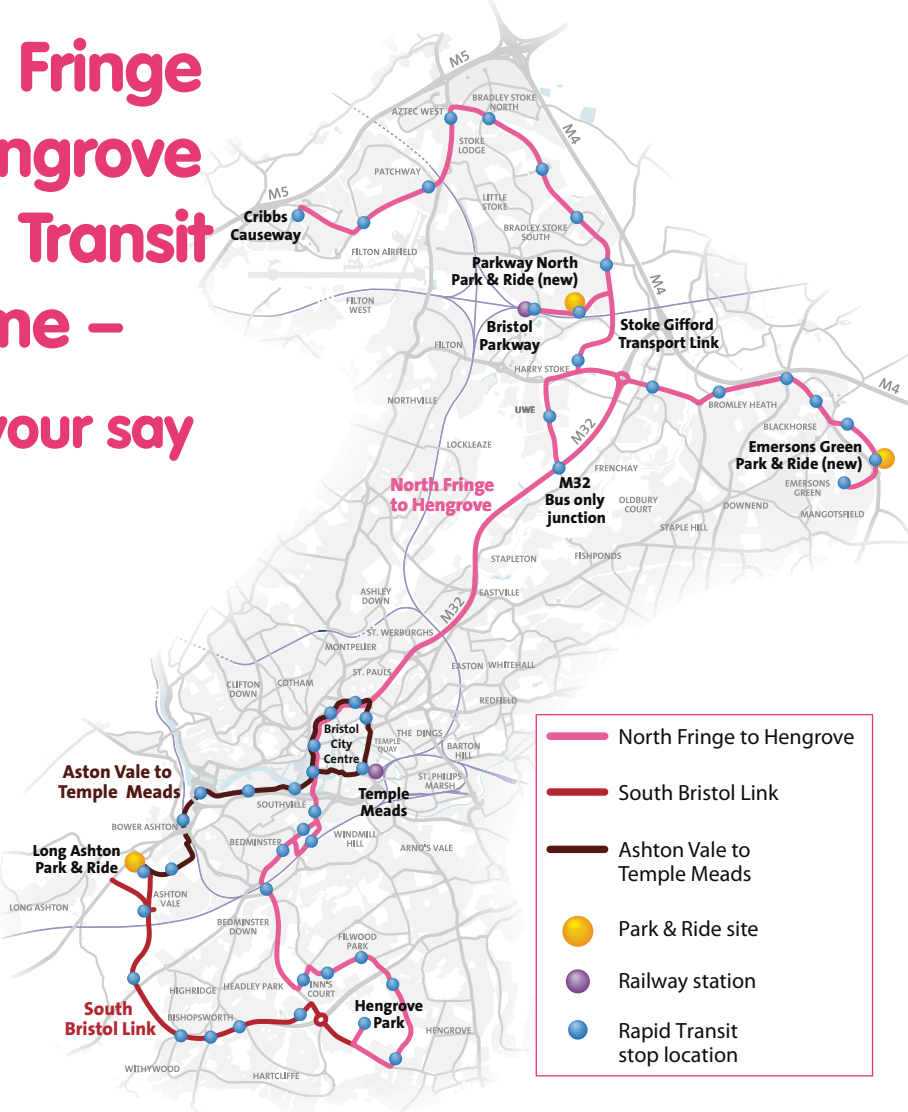 Fringe
ngrove
Transit
me –
your say
M5
BRADLEY STOKE
NORTH
AZTEC WEST
M4
STOKE
LODGE
PATCHWAY
M5
LITTLE
STOKE
Cribbs
Causeway
BRADLEY STOKE
SOUTH
FILTON AIRFIELD
Parkway North
Park & Ride (new)
M4
FILTON
WEST
Bristol
Parkway
Stoke Gifford
Transport Link
FILTON
HARRY STOKE
M4
NORTHVILLE
UWE
BROMLEY HEATH
M32
BLACKHORSE
LOCKLEAZE
Emersons Green
Park & Ride (new)
FRENCHAY
North Fringe
to Hengrove
M32
Bus only
junction
EMERSONS
GREEN
OLDBURY
COURT
DOWNEND
MANGOTSFIELD
STAPLE HILL
STAPLETON
FISHPONDS
ASHLEY
DOWN
EASTVILLE
M32
ST. WERBURGHS
MONTPELIER
EASTON
WHITEHALL
ST. PAULS
CLIFTON
DOWN
COTHAM
REDFIELD
Bristol
City
Centre
THE DINGS
TEMPLE
QUAY
BARTON
HILL
Aston Vale to
Temple Meads
ST. PHILIPS
MARSH
Temple
Meads
SOUTHVILLE
BOWER ASHTON
BEDMINSTER
WINDMILL
HILL
ARNO'S VALE
Long Ashton
Park & Ride
LONG ASHTON
ASHTON
VALE
BEDMINSTER
DOWN
FILWOOD
PARK
HIGHRIDGE
HEADLEY PARK
INN'S
COURT
South
Bristol Link
BISHOPSWORTH
Hengrove
Park
HENGROVE
WITHYWOOD
HARTCLIFFE
North Fringe to Hengrove
South Bristol Link
Ashton Vale to
Temple Meads
Park & Ride site
Railway station
Rapid Transit
stop location